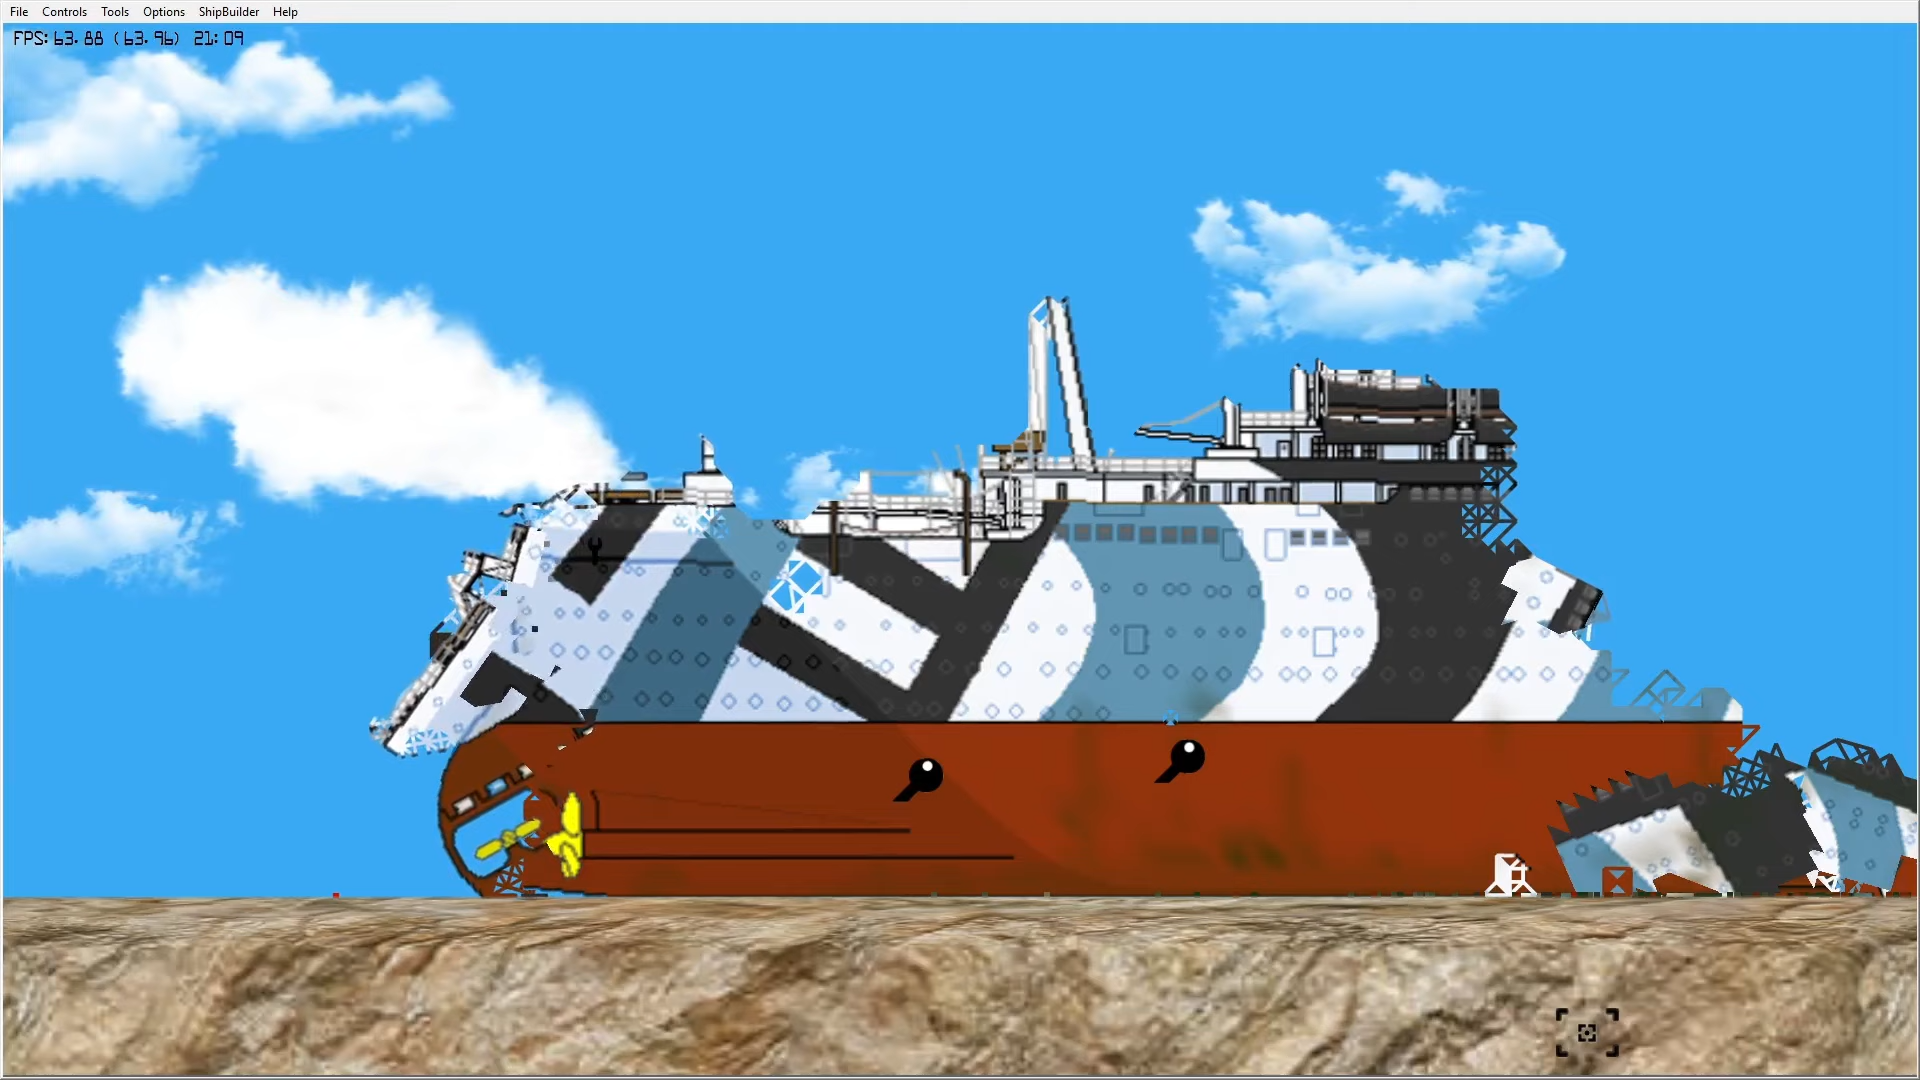 File Controls Tools Options ShipBuilder Help
FPS: 63.88 (63.96) 21:09